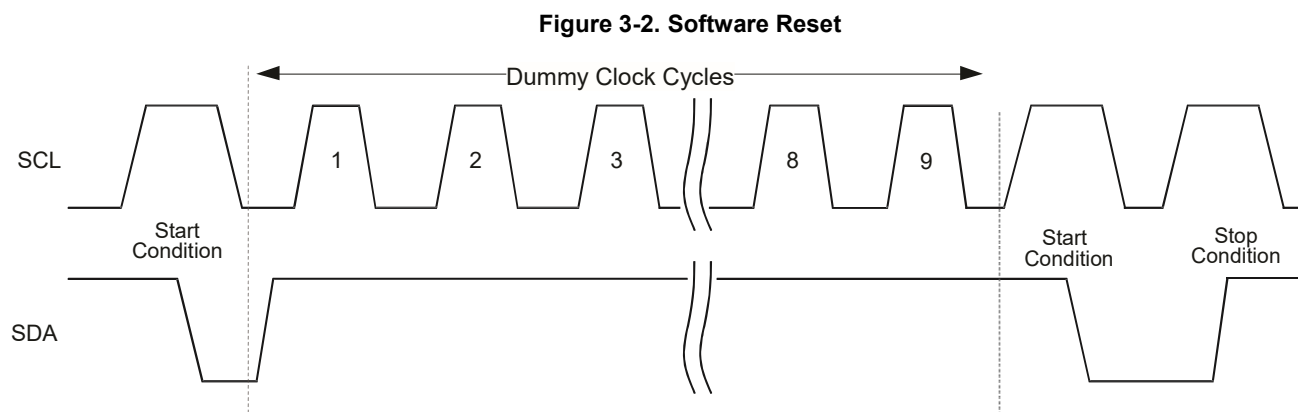 Figure 3-2. Software Reset
Dummy Clock Cycles
SCL
1
2
3
8
9
Start
Condition
Start
Condition
Stop
Condition
SDA